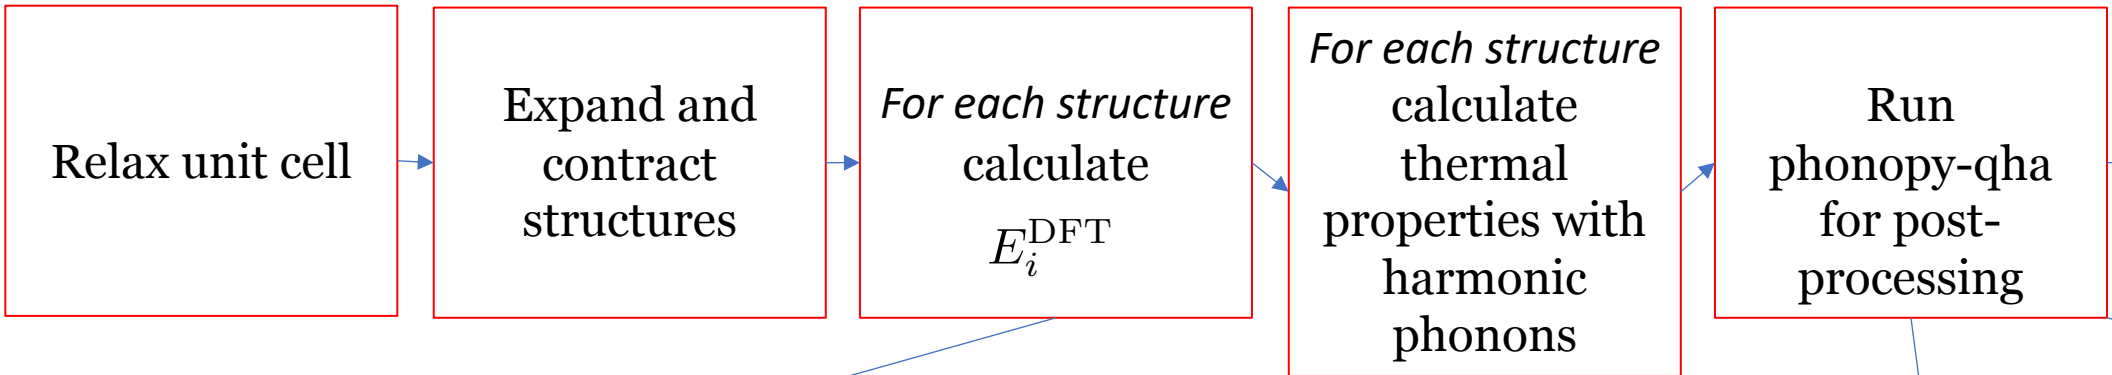 Relax unit cell
Expand and
contract
structures
For each structure
calculate
E_i^DFT
For each structure
calculate
thermal
properties with
harmonic
phonons
Run
phonopy-qha
for post-
processing